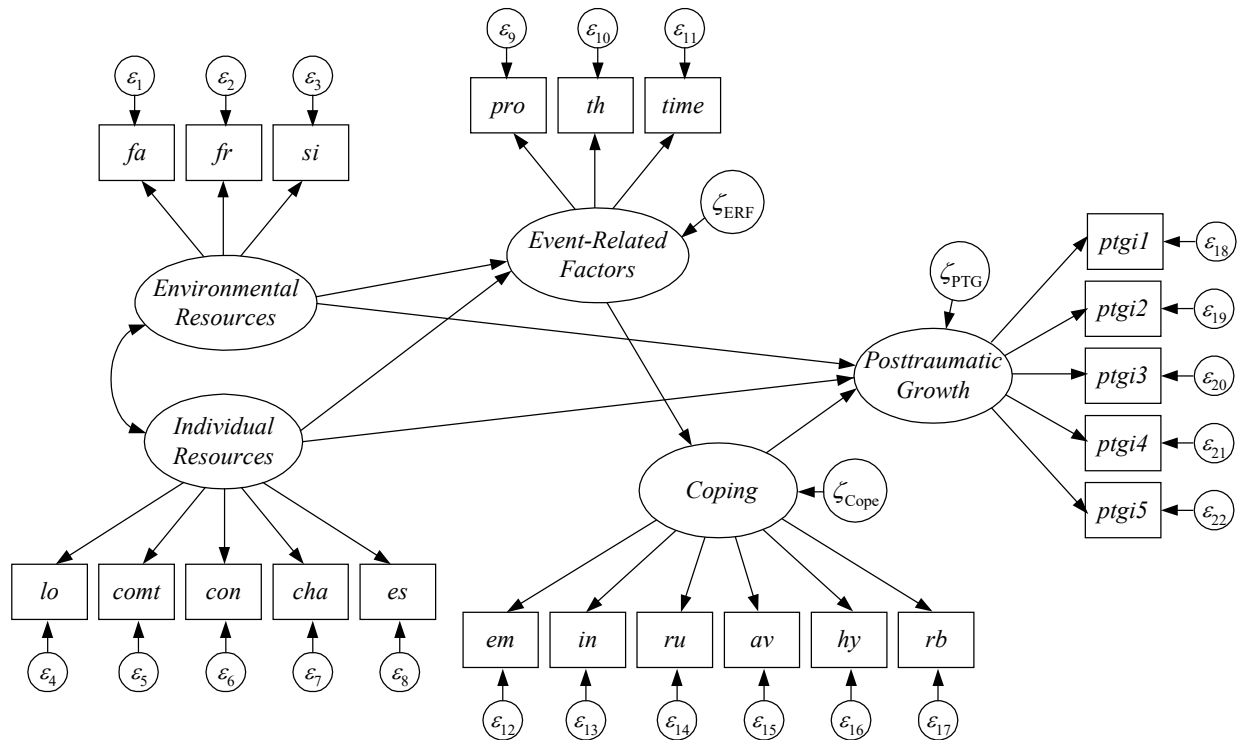 ε9
ε10
ε11
ε1
ε2
ε3
pro
th
time
fa
fr
si
ζERF
Event-Related
Factors
ptgi1
ε18
ζPTG
Environmental
Resources
ptgi2
ε19
Posttraumatic
Growth
ptgi3
ε20
Individual
Resources
ptgi4
ε21
Coping
ζCope
ptgi5
ε22
lo
comt
con
cha
es
em
in
ru
av
hy
rb
ε4
ε5
ε6
ε7
ε8
ε12
ε13
ε14
ε15
ε16
ε17